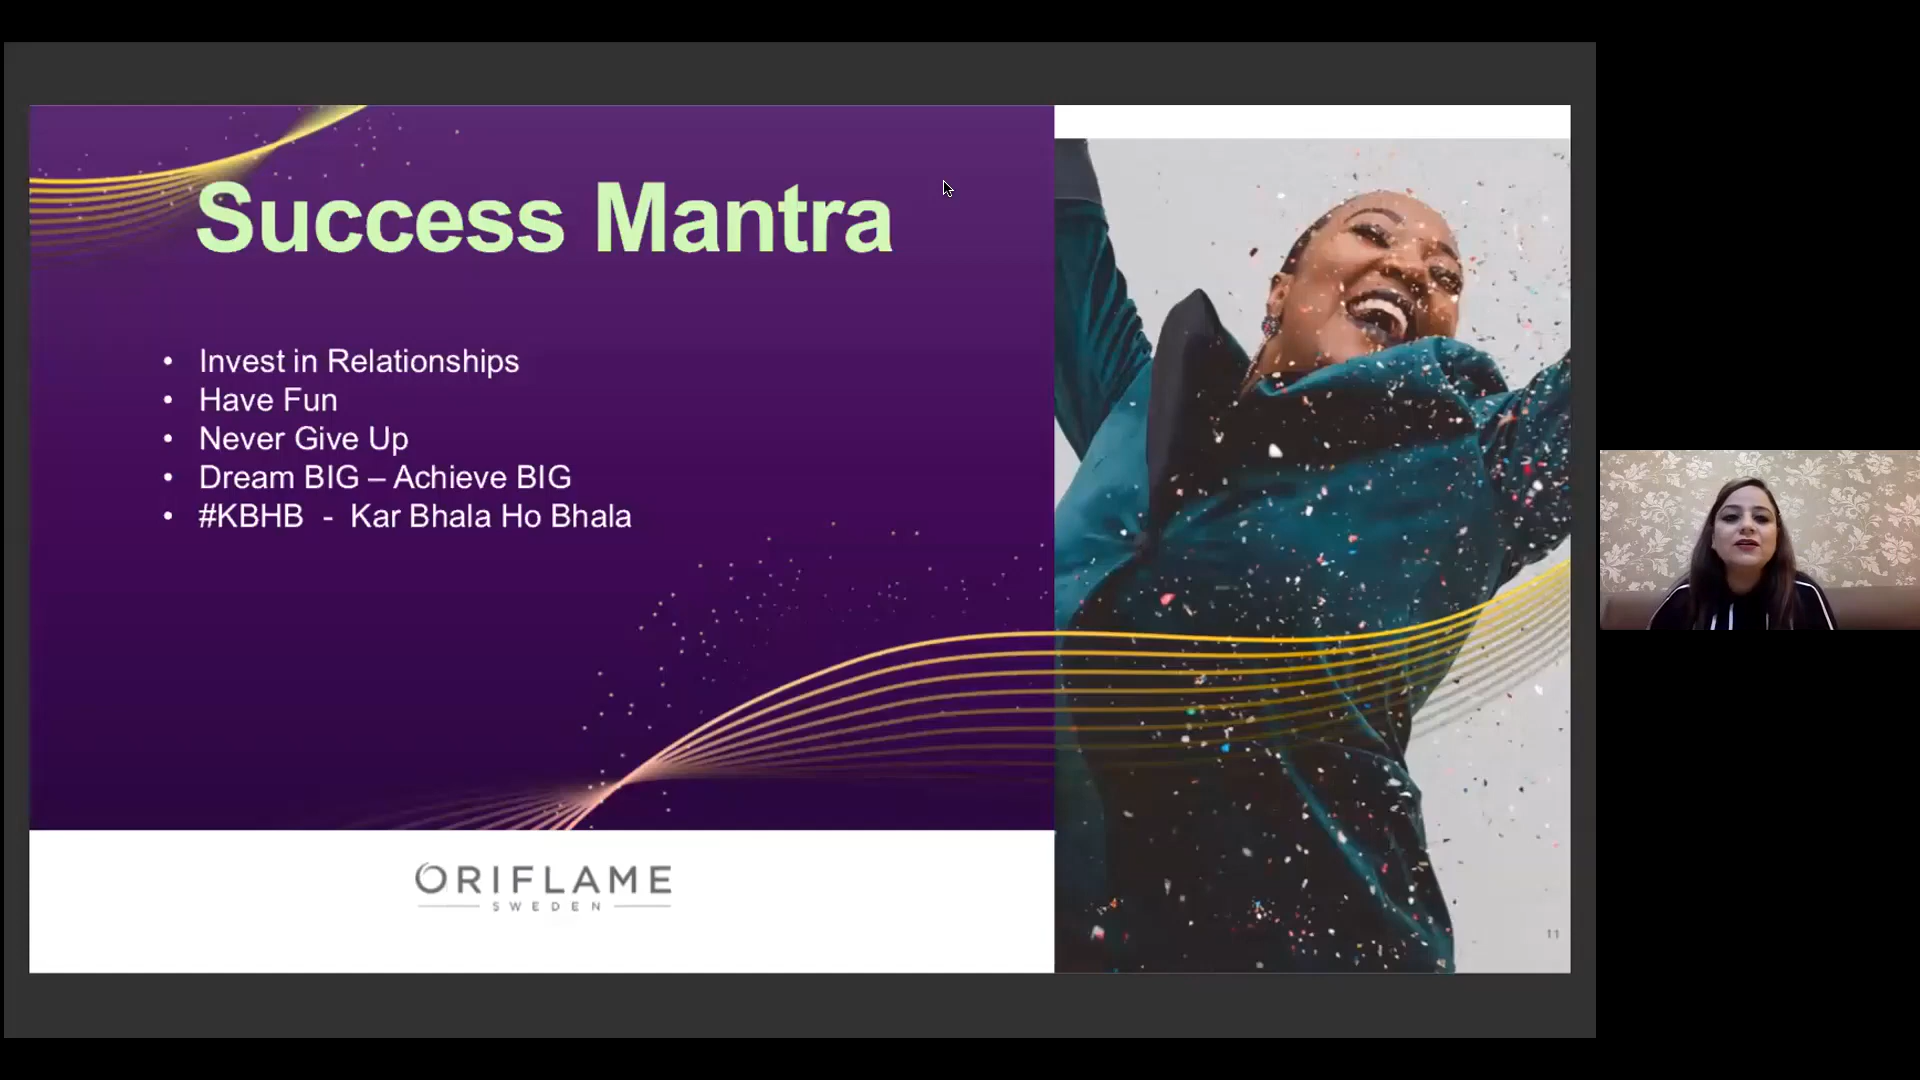 Success Mantra
• Invest in Relationships
• Have Fun
• Never Give Up
• Dream BIG – Achieve BIG
• #KBHB - Kar Bhala Ho Bhala
ORIFLAME
SWEDEN
11